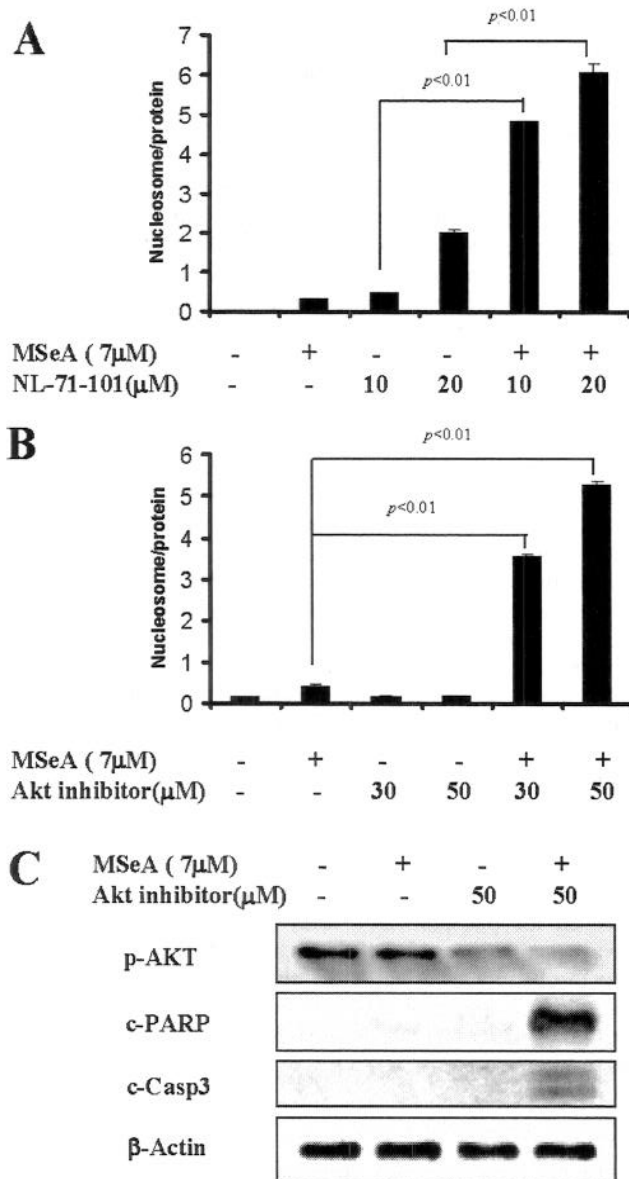 A
Nucleosome/protein
7
6
5
4
3
2
1
0
p<0.01
p<0.01
MSeA ( 7μM) - + - - + +
NL-71-101(μM) - - 10 20 10 20
B
Nucleosome/protein
6
5
4
3
2
1
0
p<0.01
p<0.01
MSeA ( 7μM) - + - - + +
Akt inhibitor(μM) - - 30 50 30 50
C
MSeA ( 7μM) - + - +
Akt inhibitor(μM) - - 50 50
p-AKT
c-PARP
c-Casp3
β-Actin